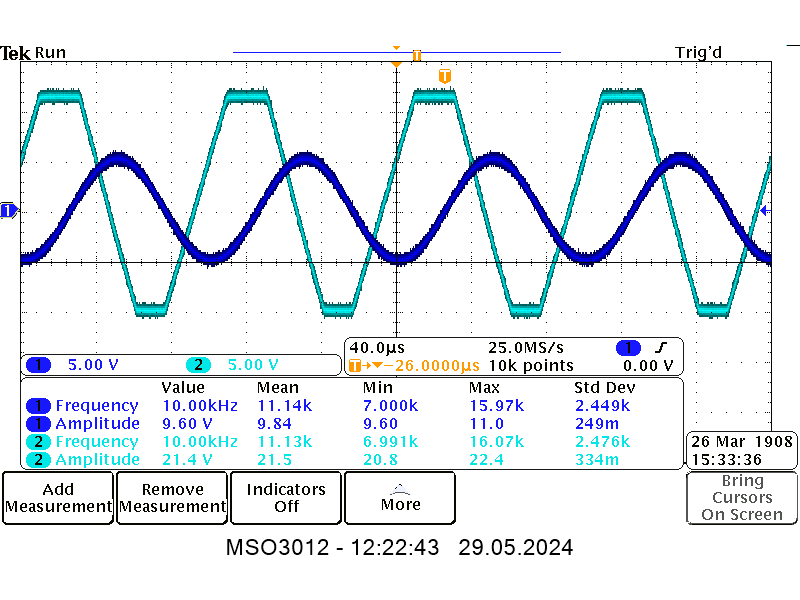 Tek Run Trig'd
T
T
1
1 5.00 V 2 5.00 V
40.0µs 25.0MS/s 1
T→▼−26.0000µs 10k points 0.00 V
Value Mean Min Max Std Dev
1 Frequency 10.00kHz 11.14k 7.000k 15.97k 2.449k
1 Amplitude 9.60 V 9.84 9.60 11.0 249m
2 Frequency 10.00kHz 11.13k 6.991k 16.07k 2.476k
2 Amplitude 21.4 V 21.5 20.8 22.4 334m
26 Mar 1908
15:33:36
Add
Measurement
Remove
Measurement
Indicators
Off
More
Bring
Cursors
On Screen
MSO3012 - 12:22:43 29.05.2024